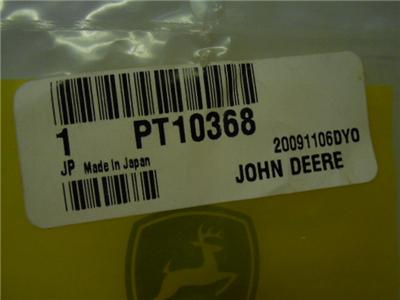 1 PT10368
20091106DYO
JP Made In Japan
JOHN DEERE